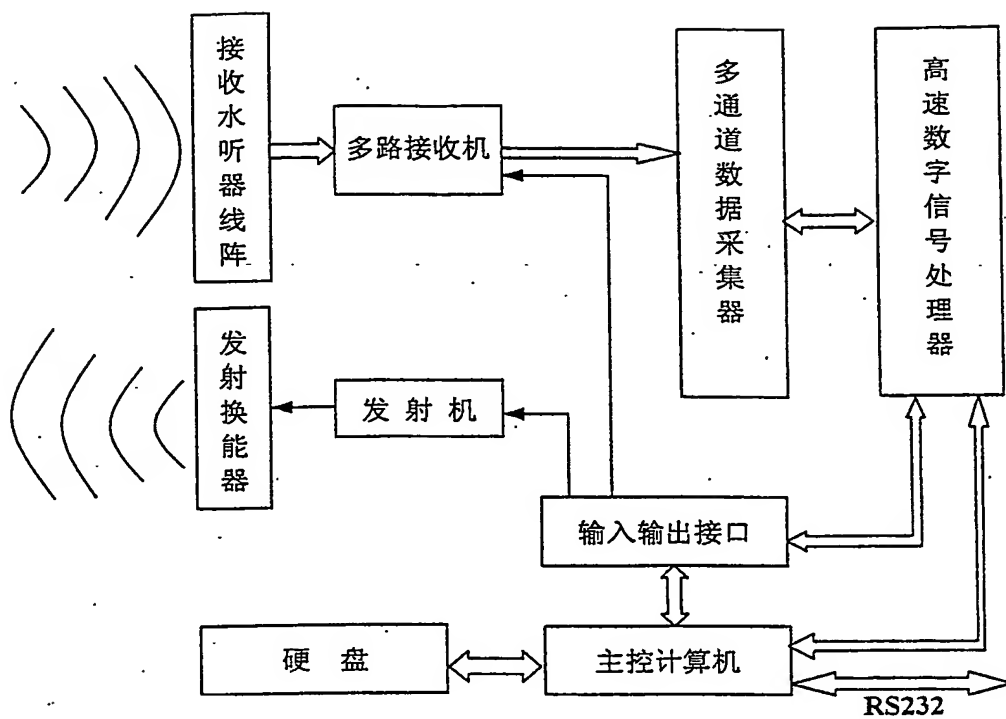 接收水听器线阵
多路接收机
多通道数据采集器
高速数字信号处理器
发射换能器
发射机
输入输出接口
硬盘
主控计算机
RS232